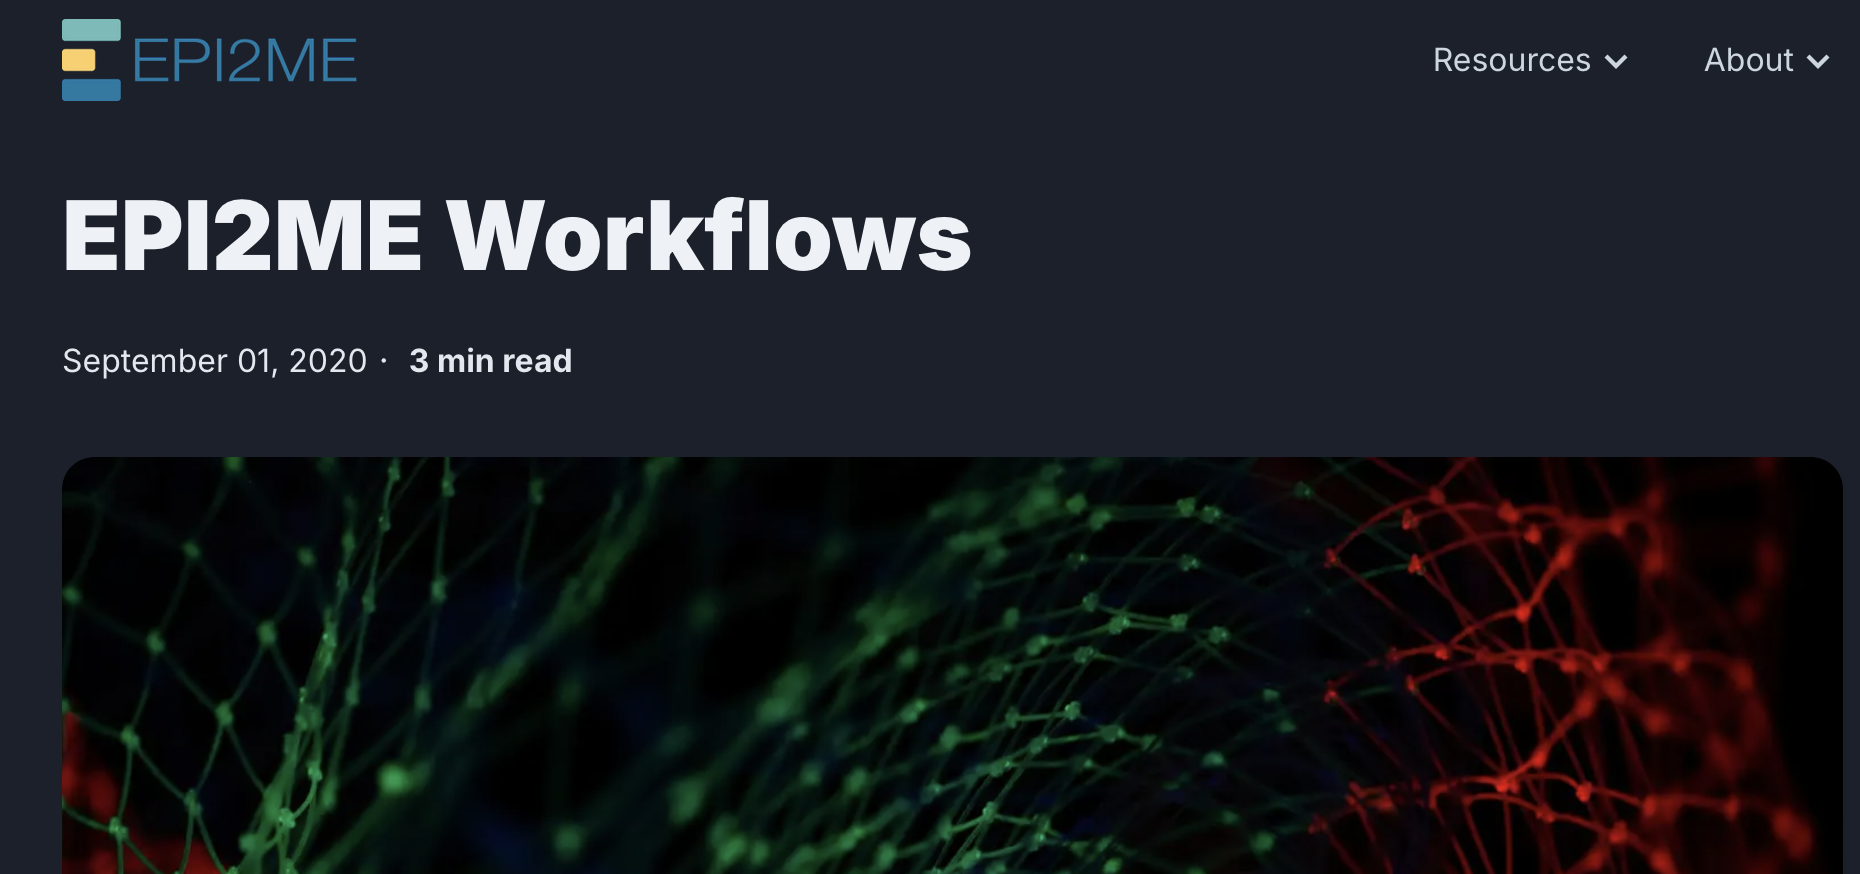 EPI2ME
Resources
About
EPI2ME Workflows
September 01, 2020 · 3 min read